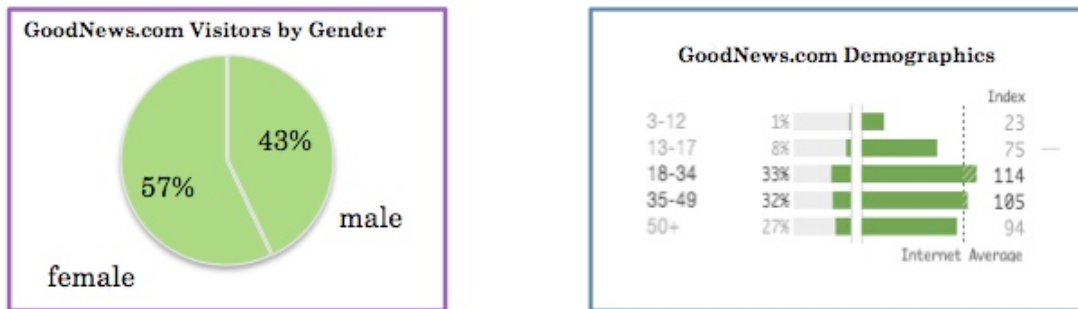 GoodNews.com Visitors by Gender
43%
57%
male
female
GoodNews.com Demographics
Index
3-12 1% 23
13-17 8% 75
18-34 33% 114
35-49 32% 105
50+ 27% 94
Internet Average